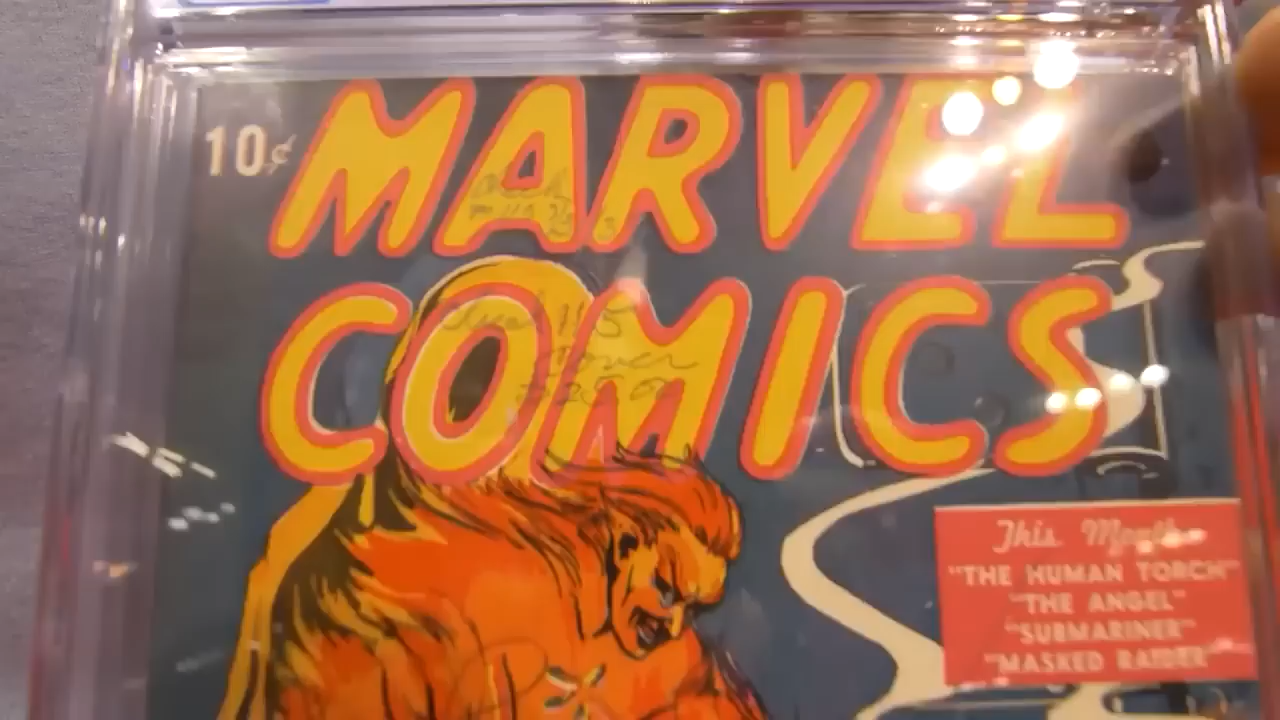 10¢
MARVEL
COMICS
This Month
"THE HUMAN TORCH"
"THE ANGEL"
"SUBMARINER"
"MASKED RAIDER"